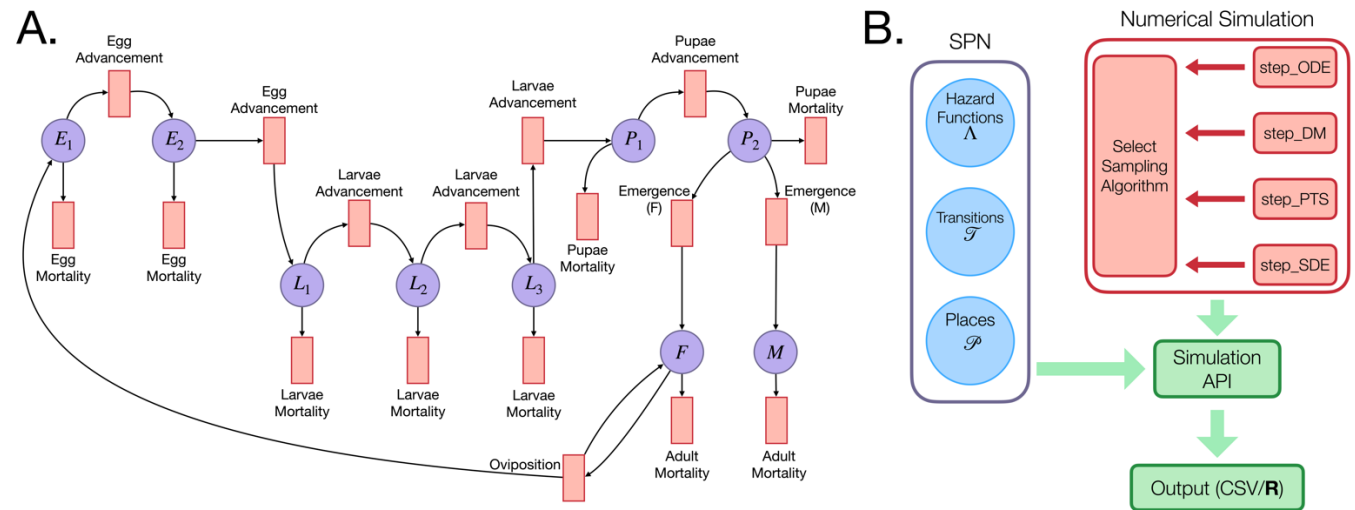 A.
Egg
Advancement
E1
E2
Egg
Advancement
Egg
Mortality
Egg
Mortality
Larvae
Advancement
Larvae
Advancement
Larvae
Advancement
L1
L2
L3
Larvae
Mortality
Larvae
Mortality
Larvae
Mortality
Pupae
Advancement
P1
P2
Pupae
Mortality
Pupae
Mortality
Emergence
(F)
Emergence
(M)
F
M
Oviposition
Adult
Mortality
Adult
Mortality
B.
SPN
Hazard
Functions
Λ
Transitions
𝒯
Places
𝒫
Numerical Simulation
Select
Sampling
Algorithm
step_ODE
step_DM
step_PTS
step_SDE
Simulation
API
Output (CSV/R)